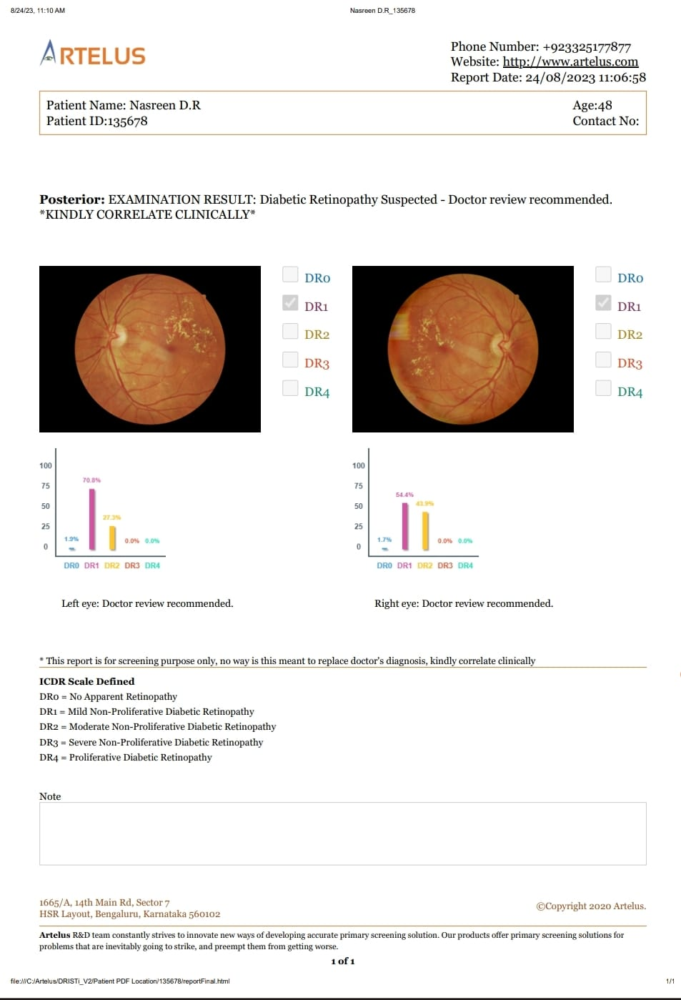 8/24/23, 11:10 AM
Nasreen D.R_135678
ARTELUS
Phone Number: +923325177877
Website: http://www.artelus.com
Report Date: 24/08/2023 11:06:58
Patient Name: Nasreen D.R
Age:48
Patient ID:135678
Contact No:
Posterior: EXAMINATION RESULT: Diabetic Retinopathy Suspected - Doctor review recommended.
*KINDLY CORRELATE CLINICALLY*
DR0
DR1
DR2
DR3
DR4
DR0
DR1
DR2
DR3
DR4
100
75
50
25
0
1.9%
70.8%
27.3%
0.0%
0.0%
DR0 DR1 DR2 DR3 DR4
100
75
50
25
0
1.7%
54.4%
43.9%
0.0%
0.0%
DR0 DR1 DR2 DR3 DR4
Left eye: Doctor review recommended.
Right eye: Doctor review recommended.
* This report is for screening purpose only, no way is this meant to replace doctor's diagnosis, kindly correlate clinically
ICDR Scale Defined
DR0 = No Apparent Retinopathy
DR1 = Mild Non-Proliferative Diabetic Retinopathy
DR2 = Moderate Non-Proliferative Diabetic Retinopathy
DR3 = Severe Non-Proliferative Diabetic Retinopathy
DR4 = Proliferative Diabetic Retinopathy
Note
1665/A, 14th Main Rd, Sector 7
HSR Layout, Bengaluru, Karnataka 560102
©Copyright 2020 Artelus.
Artelus R&D team constantly strives to innovate new ways of developing accurate primary screening solution. Our products offer primary screening solutions for
problems that are inevitably going to strike, and preempt them from getting worse.
1 of 1
file:///C:/Artelus/DRISTi_V2/Patient PDF Location/135678/reportFinal.html
1/1